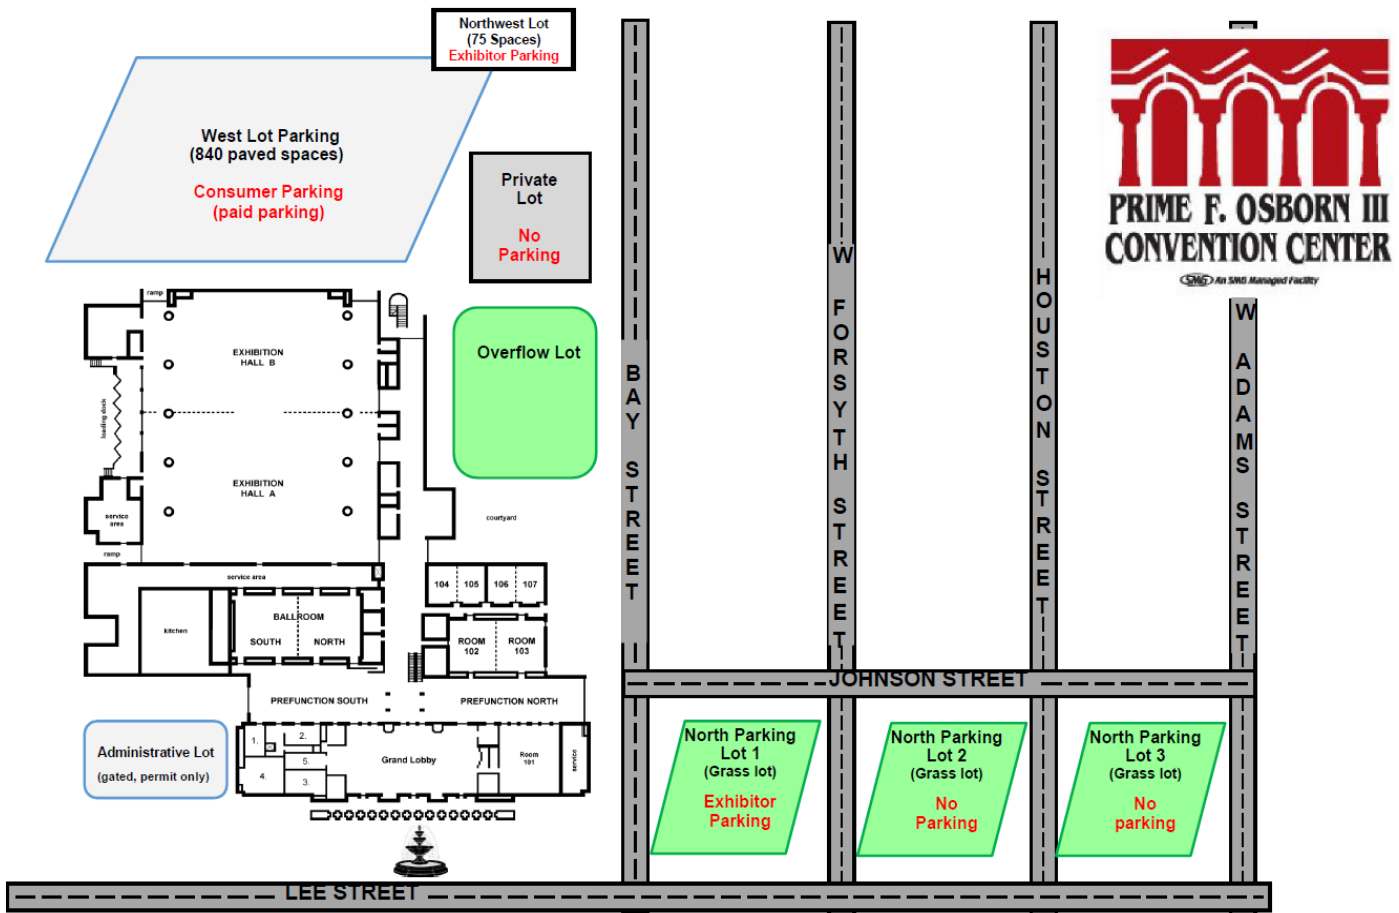 Northwest Lot
(75 Spaces)
Exhibitor Parking
West Lot Parking
(840 paved spaces)
Consumer Parking
(paid parking)
Private
Lot
No
Parking
PRIME F. OSBORN III
CONVENTION CENTER
SMG An SMG Managed Facility
ramp
EXHIBITION
HALL B
loading dock
EXHIBITION
HALL A
service
area
ramp
Overflow Lot
courtyard
BAY STREET
W FORSYTH STREET
HOUSTON STREET
W ADAMS STREET
service area
104
105
106
107
kitchen
BALLROOM
SOUTH
NORTH
ROOM
102
ROOM
103
PREFUNCTION SOUTH
PREFUNCTION NORTH
JOHNSON STREET
Administrative Lot
(gated, permit only)
1.
2.
5.
4.
3.
Grand Lobby
Room
101
service
North Parking
Lot 1
(Grass lot)
Exhibitor
Parking
North Parking
Lot 2
(Grass lot)
No
Parking
North Parking
Lot 3
(Grass lot)
No
parking
LEE STREET